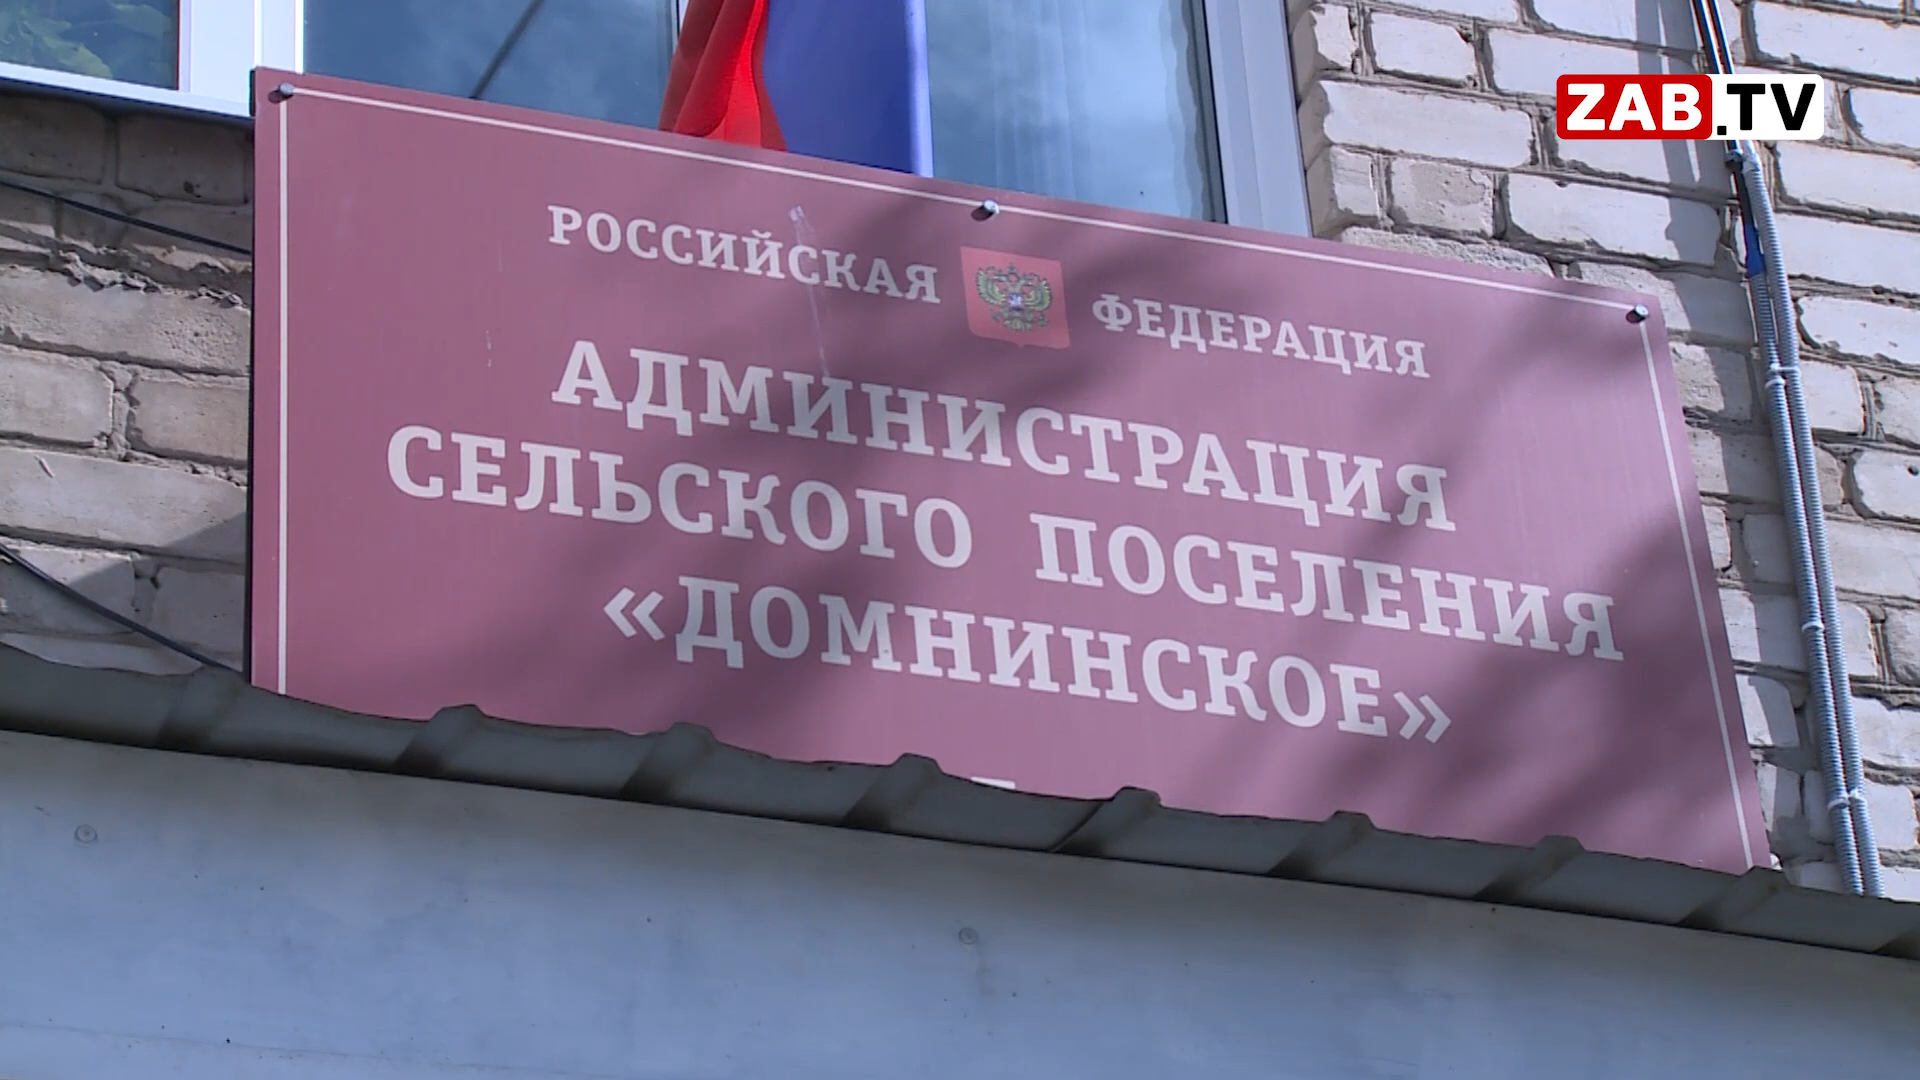 ZAB.TV
РОССИЙСКАЯ ФЕДЕРАЦИЯ
АДМИНИСТРАЦИЯ
СЕЛЬСКОГО ПОСЕЛЕНИЯ
«ДОМНИНСКОЕ»